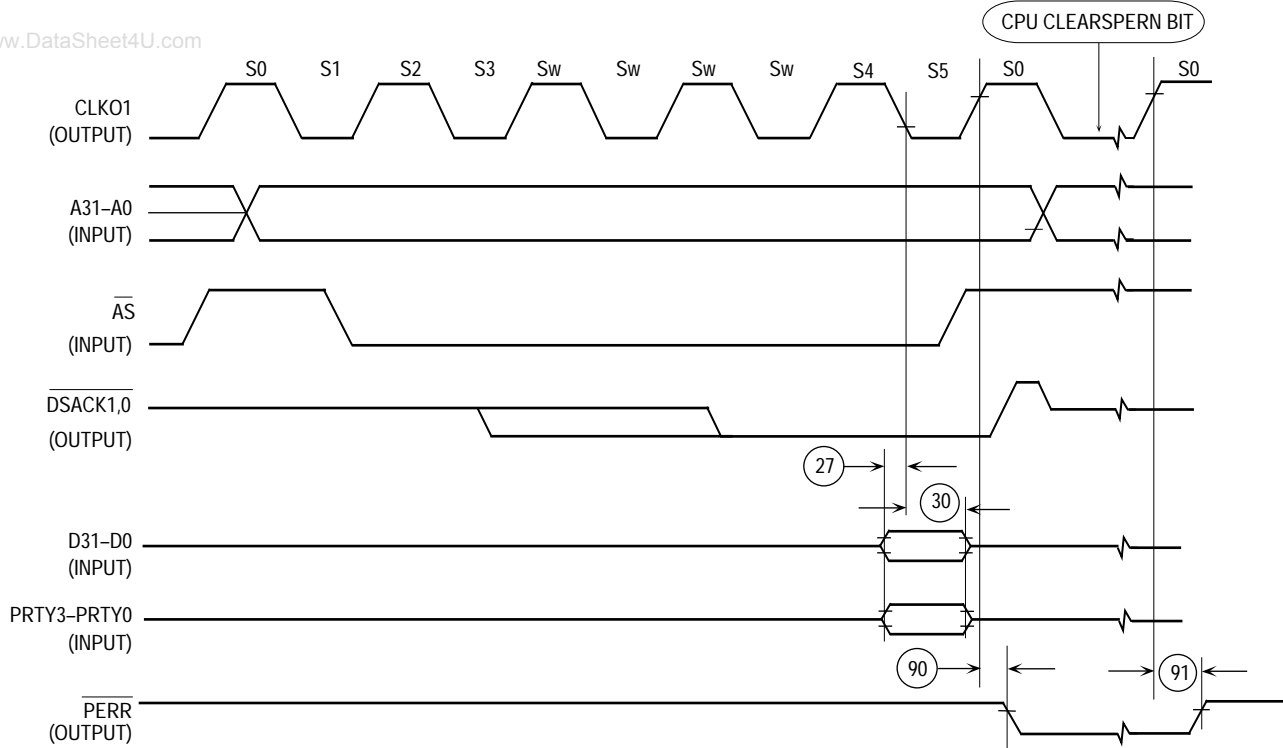 CPU CLEARSPERN BIT
w.DataSheet4U.com
S0 S1 S2 S3 Sw Sw Sw Sw S4 S5 S0 S0
CLKO1
(OUTPUT)
A31–A0
(INPUT)
AS
(INPUT)
DSACK1,0
(OUTPUT)
27
30
D31–D0
(INPUT)
PRTY3–PRTY0
(INPUT)
90
91
PERR
(OUTPUT)